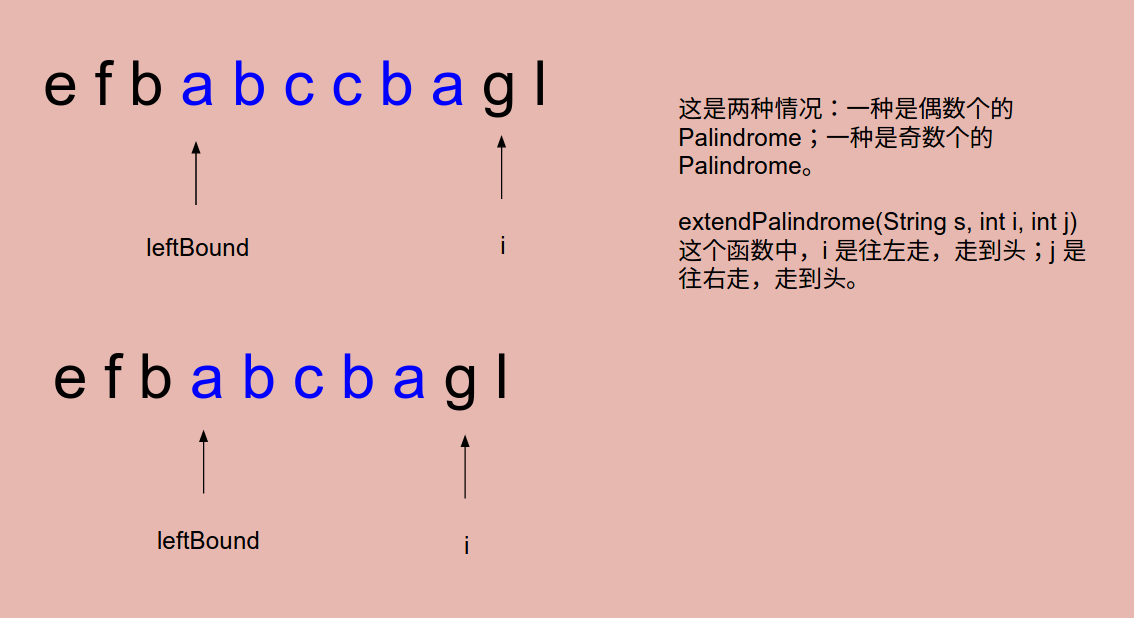 e f b a b c c b a g l
leftBound
i
这是两种情况：一种是偶数个的
Palindrome；一种是奇数个的
Palindrome。
extendPalindrome(String s, int i, int j)
这个函数中，i 是往左走，走到头；j 是
往右走，走到头。
e f b a b c b a g l
leftBound
i